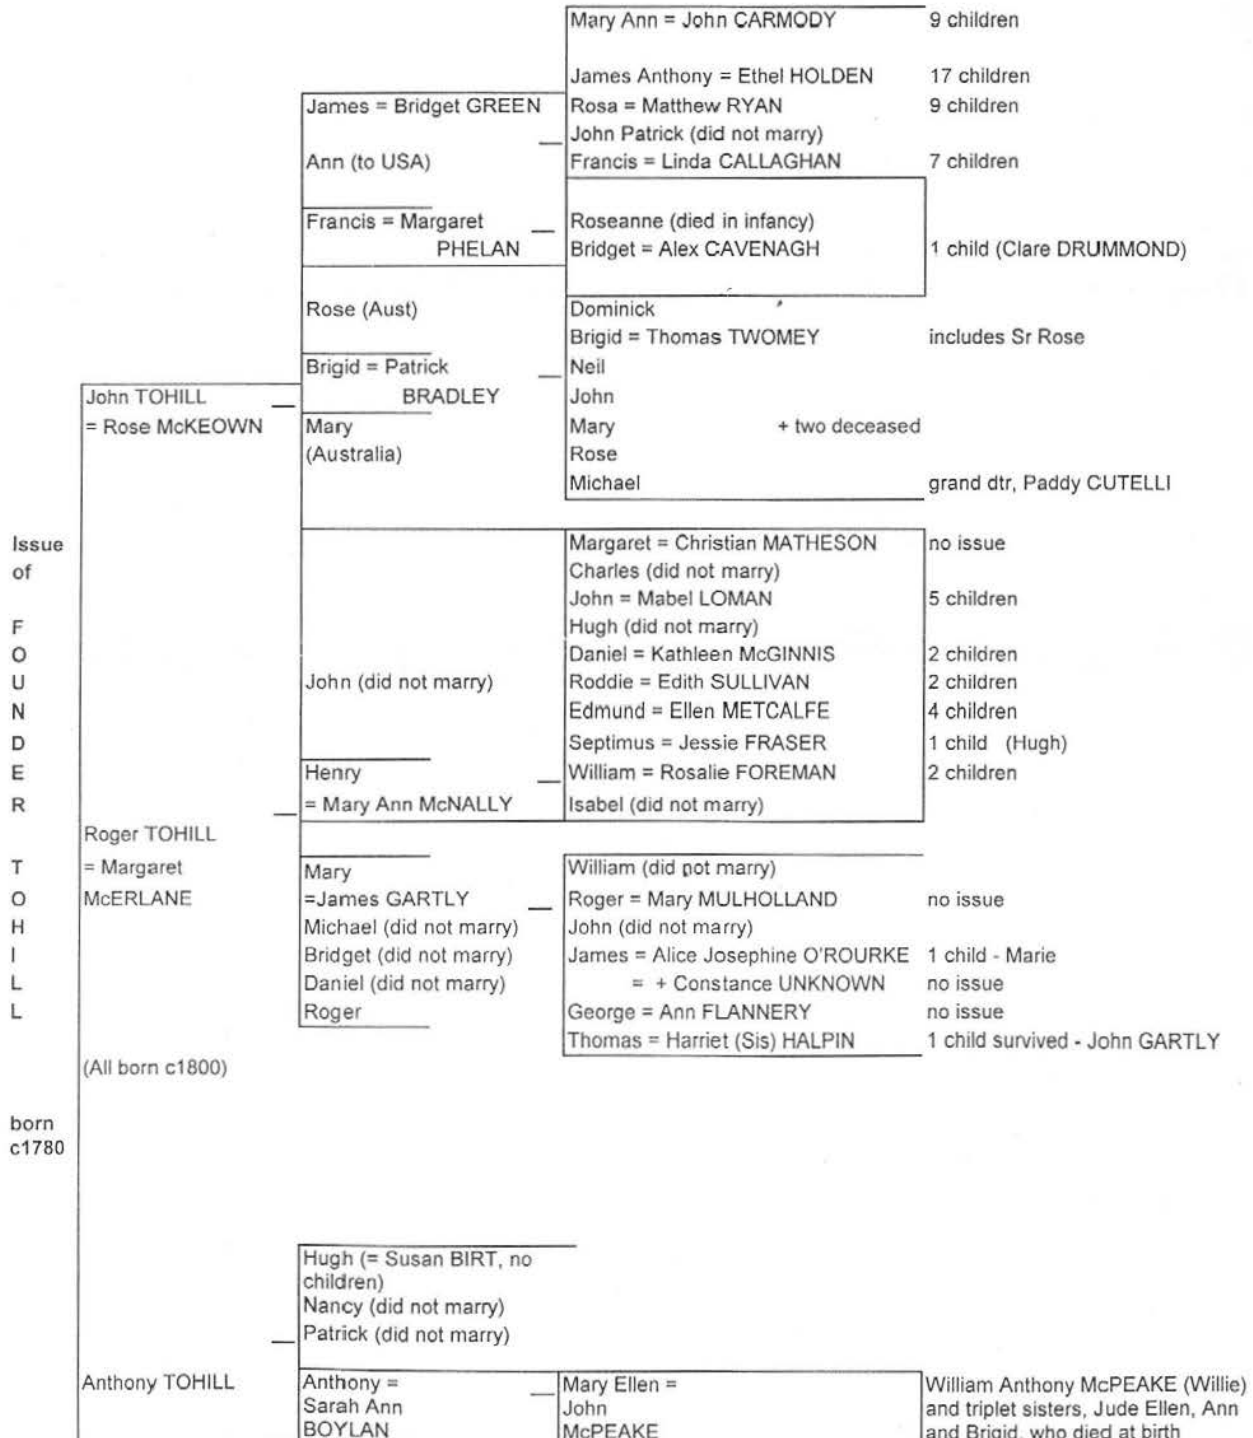 Mary Ann = John CARMODY 9 children
James Anthony = Ethel HOLDEN 17 children
James = Bridget GREEN Rosa = Matthew RYAN 9 children
John Patrick (did not marry)
Ann (to USA) Francis = Linda CALLAGHAN 7 children
Francis = Margaret Roseanne (died in infancy)
PHELAN Bridget = Alex CAVENAGH 1 child (Clare DRUMMOND)
Rose (Aust) Dominick
Brigid = Thomas TWOMEY includes Sr Rose
Brigid = Patrick Neil
John TOHILL BRADLEY John
= Rose McKEOWN Mary Mary + two deceased
(Australia) Rose
Michael grand dtr, Paddy CUTELLI
Issue Margaret = Christian MATHESON no issue
of Charles (did not marry)
John = Mabel LOMAN 5 children
F Hugh (did not marry)
O Daniel = Kathleen McGINNIS 2 children
U John (did not marry) Roddie = Edith SULLIVAN 2 children
N Edmund = Ellen METCALFE 4 children
D Septimus = Jessie FRASER 1 child (Hugh)
E Henry William = Rosalie FOREMAN 2 children
R = Mary Ann McNALLY Isabel (did not marry)
Roger TOHILL
T = Margaret Mary William (did not marry)
O McERLANE =James GARTLY Roger = Mary MULHOLLAND no issue
H Michael (did not marry) John (did not marry)
I Bridget (did not marry) James = Alice Josephine O'ROURKE 1 child - Marie
L Daniel (did not marry) = + Constance UNKNOWN no issue
L Roger George = Ann FLANNERY no issue
Thomas = Harriet (Sis) HALPIN 1 child survived - John GARTLY
(All born c1800)
born
c1780
Hugh (= Susan BIRT, no
children)
Nancy (did not marry)
Patrick (did not marry)
Anthony TOHILL Anthony = Mary Ellen = William Anthony McPEAKE (Willie)
Sarah Ann John and triplet sisters, Jude Ellen, Ann
BOYLAN McPEAKE and Brigid, who died at birth